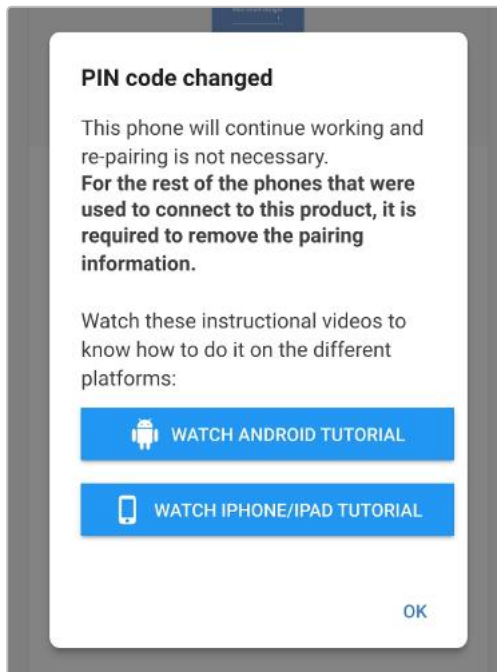 PIN code changed
This phone will continue working and
re-pairing is not necessary.
For the rest of the phones that were
used to connect to this product, it is
required to remove the pairing
information.
Watch these instructional videos to
know how to do it on the different
platforms:
WATCH ANDROID TUTORIAL
WATCH IPHONE/IPAD TUTORIAL
OK